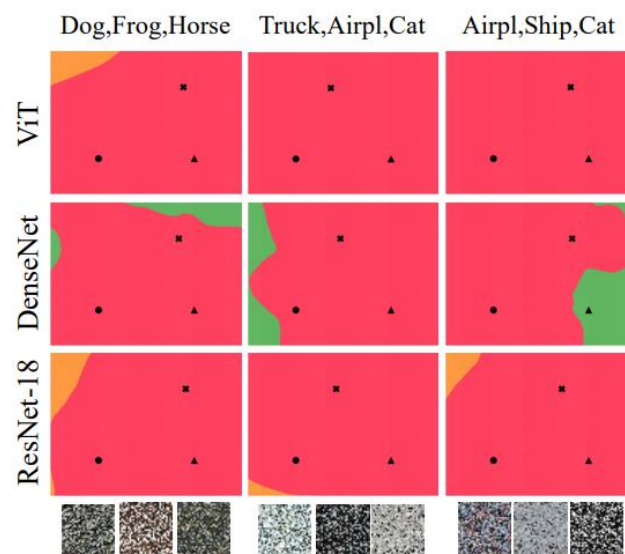 Dog,Frog,Horse
Truck,Airpl,Cat
Airpl,Ship,Cat
ViT
DenseNet
ResNet-18